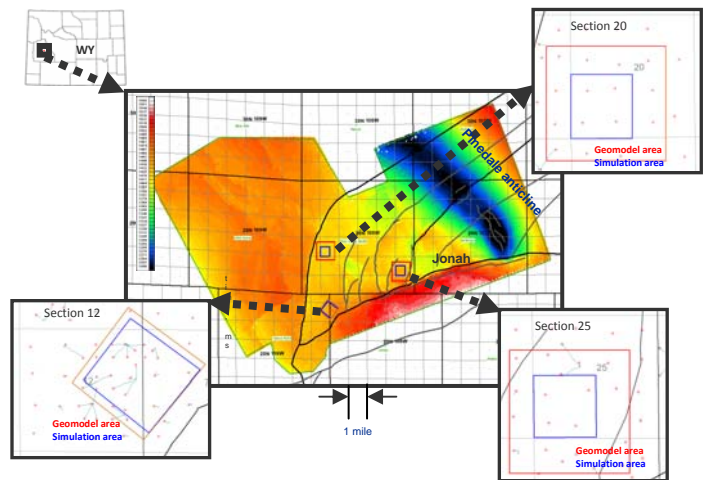 WY
Section 20
20
Geomodel area
Simulation area
Pinedale anticline
Jonah
Section 12
Geomodel area
Simulation area
Section 25
25
Geomodel area
Simulation area
1 mile